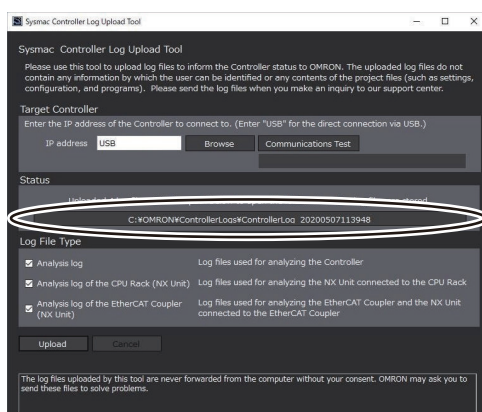 Sysmac Controller Log Upload Tool
Sysmac Controller Log Upload Tool
Please use this tool to upload log files to inform the Controller status to OMRON. The uploaded log files do not
contain any information by which the user can be identified or any contents of the project files (such as settings,
configuration, and programs). Please send the log files when you make an inquiry to our support center.
Target Controller
Enter the IP address of the Controller to connect to. (Enter "USB" for the direct connection via USB.)
IP address USB Browse Communications Test
Status
C:¥OMRON¥ControllerLogs¥ControllerLog_20200507113948
Log File Type
Analysis log Log files used for analyzing the Controller
Analysis log of the CPU Rack (NX Unit) Log files used for analyzing the NX Unit connected to the CPU Rack
Analysis log of the EtherCAT Coupler
(NX Unit)
Log files used for analyzing the EtherCAT Coupler and the NX Unit
connected to the EtherCAT Coupler
Upload Cancel
The log files uploaded by this tool are never forwarded from the computer without your consent. OMRON may ask you to
send these files to solve problems.